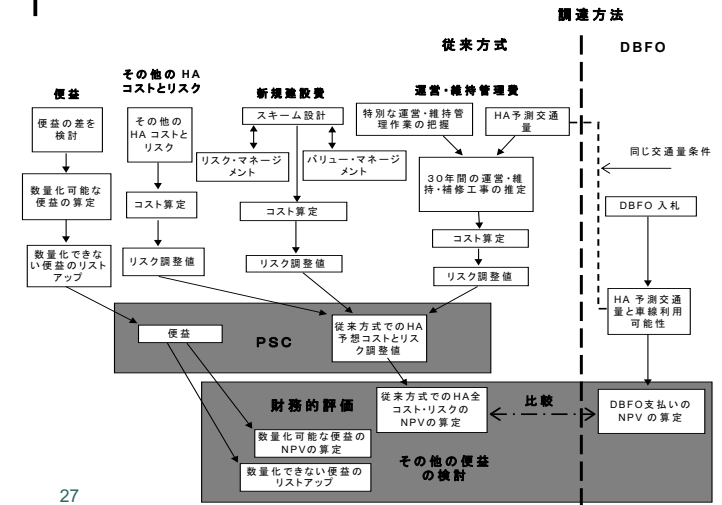 調達方法
従来方式
DBFO
便益
その他の HA
コストとリスク
新規建設費
運営・維持管理費
便益の差を
検討
数量化可能な
便益の算定
数量化できな
い便益のリスト
アップ
その他の
HA コストと
リスク
コスト算定
リスク調整値
スキーム設計
リスク・マネージ
メント
バリュー・マネージ
メント
コスト算定
リスク調整値
特別な運営・維持管
理作業の把握
HA予測交通
量
30年間の運営・維
持・補修工事の推定
コスト算定
リスク調整値
同じ交通量条件
DBFO 入札
HA 予測交通
量と車線利用
可能性
便益
PSC
従来方式でのHA
予想コストとリス
ク調整値
財務的評価
従来方式でのHA全
コスト・リスクの
NPVの算定
比較
DBFO支払いの
NPV の算定
数量化可能な便益の
NPVの算定
数量化できない便益の
リストアップ
その他の便益
の検討
27